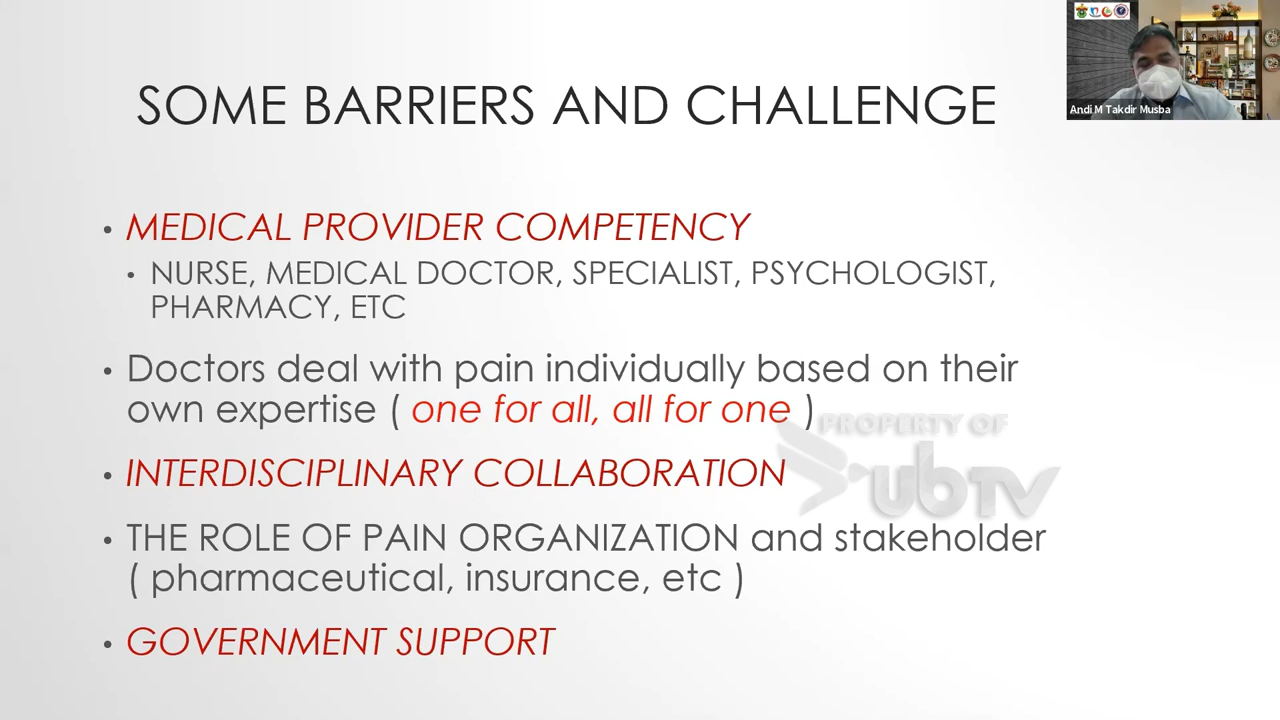 SOME BARRIERS AND CHALLENGE
Andi M Takdir Musba
• MEDICAL PROVIDER COMPETENCY
• NURSE, MEDICAL DOCTOR, SPECIALIST, PSYCHOLOGIST,
PHARMACY, ETC
• Doctors deal with pain individually based on their
own expertise ( one for all, all for one )
PROPERTY OF
UBTV
• INTERDISCIPLINARY COLLABORATION
• THE ROLE OF PAIN ORGANIZATION and stakeholder
( pharmaceutical, insurance, etc )
• GOVERNMENT SUPPORT